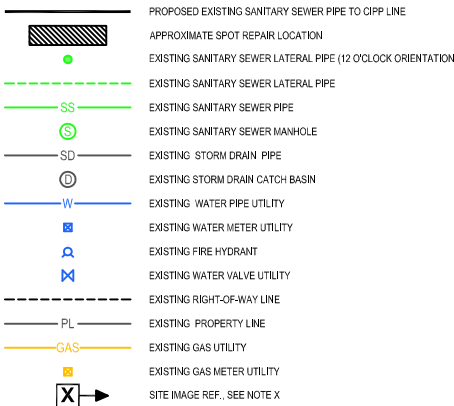 PROPOSED EXISTING SANITARY SEWER PIPE TO CIPP LINE
APPROXIMATE SPOT REPAIR LOCATION
EXISTING SANITARY SEWER LATERAL PIPE (12 O'CLOCK ORIENTATION
EXISTING SANITARY SEWER LATERAL PIPE
SS EXISTING SANITARY SEWER PIPE
S EXISTING SANITARY SEWER MANHOLE
SD EXISTING STORM DRAIN PIPE
D EXISTING STORM DRAIN CATCH BASIN
W EXISTING WATER PIPE UTILITY
EXISTING WATER METER UTILITY
EXISTING FIRE HYDRANT
EXISTING WATER VALVE UTILITY
EXISTING RIGHT-OF-WAY LINE
PL EXISTING PROPERTY LINE
GAS EXISTING GAS UTILITY
EXISTING GAS METER UTILITY
X SITE IMAGE REF., SEE NOTE X